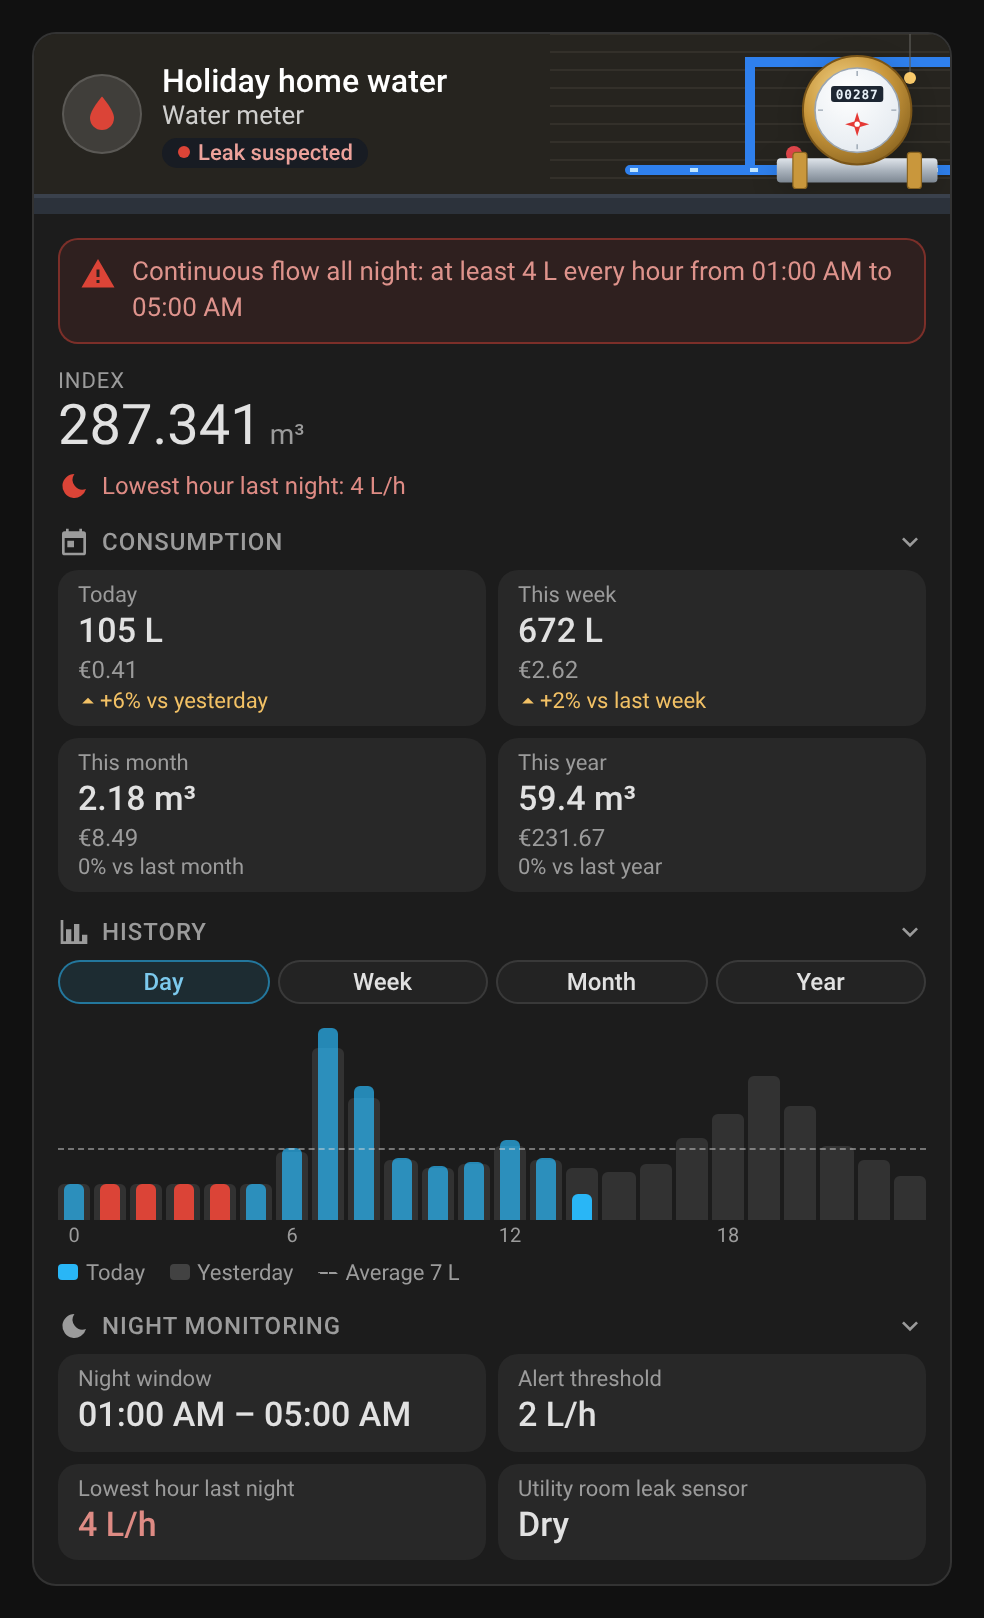 Holiday home water
Water meter
Leak suspected
00287
Continuous flow all night: at least 4 L every hour from 01:00 AM to
05:00 AM
INDEX
287.341 m³
Lowest hour last night: 4 L/h
CONSUMPTION
Today
105 L
€0.41
+6% vs yesterday
This week
672 L
€2.62
+2% vs last week
This month
2.18 m³
€8.49
0% vs last month
This year
59.4 m³
€231.67
0% vs last year
HISTORY
Day Week Month Year
0 6 12 18
Today Yesterday Average 7 L
NIGHT MONITORING
Night window
01:00 AM – 05:00 AM
Alert threshold
2 L/h
Lowest hour last night
4 L/h
Utility room leak sensor
Dry